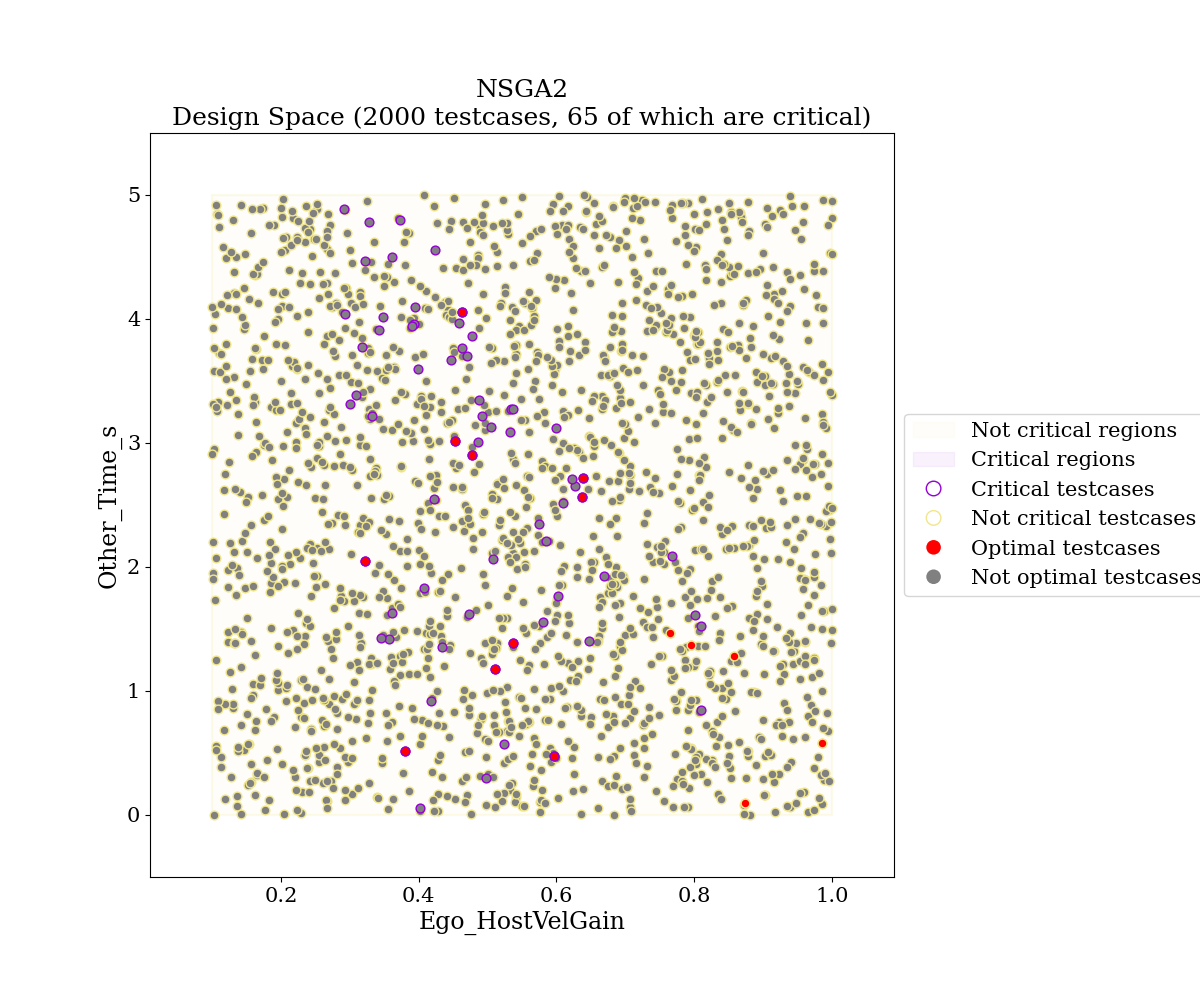 NSGA2
Design Space (2000 testcases, 65 of which are critical)
5
4
3
2
1
0
Other_Time_s
0.2
0.4
0.6
0.8
1.0
Ego_HostVelGain
Not critical regions
Critical regions
Critical testcases
Not critical testcases
Optimal testcases
Not optimal testcases